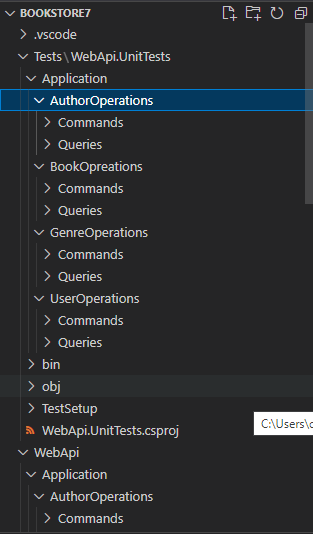 BOOKSTORE7
.vscode
Tests\WebApi.UnitTests
Application
AuthorOperations
Commands
Queries
BookOpreations
Commands
Queries
GenreOperations
Commands
Queries
UserOperations
Commands
Queries
bin
obj
TestSetup
WebApi.UnitTests.csproj
C:\Users\
WebApi
Application
AuthorOperations
Commands